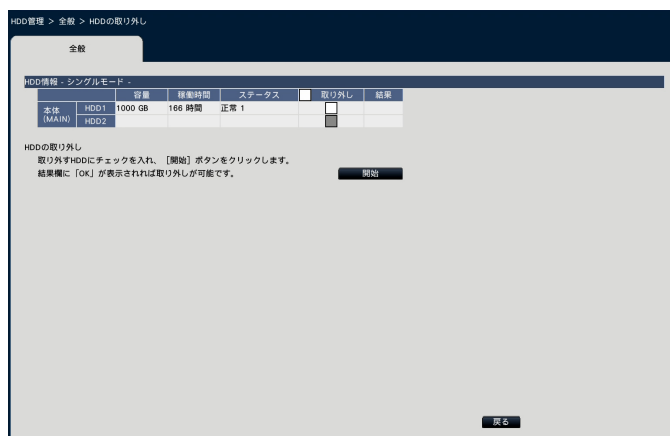 HDD管理 > 全般 > HDDの取り外し
全般
HDD情報 - シングルモード -
容量 稼働時間 ステータス 取り外し 結果
本体 (MAIN) HDD1 1000 GB 166 時間 正常 1
HDD2
HDDの取り外し
取り外すHDDにチェックを入れ、［開始］ボタンをクリックします。
結果欄に「OK」が表示されれば取り外しが可能です。 開始
戻る